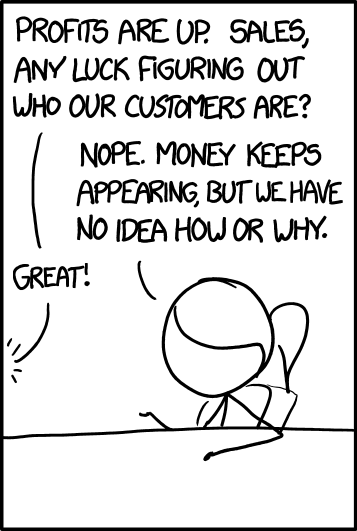 PROFITS ARE UP. SALES,
ANY LUCK FIGURING OUT
WHO OUR CUSTOMERS ARE?
NOPE. MONEY KEEPS
APPEARING, BUT WE HAVE
NO IDEA HOW OR WHY.
GREAT!